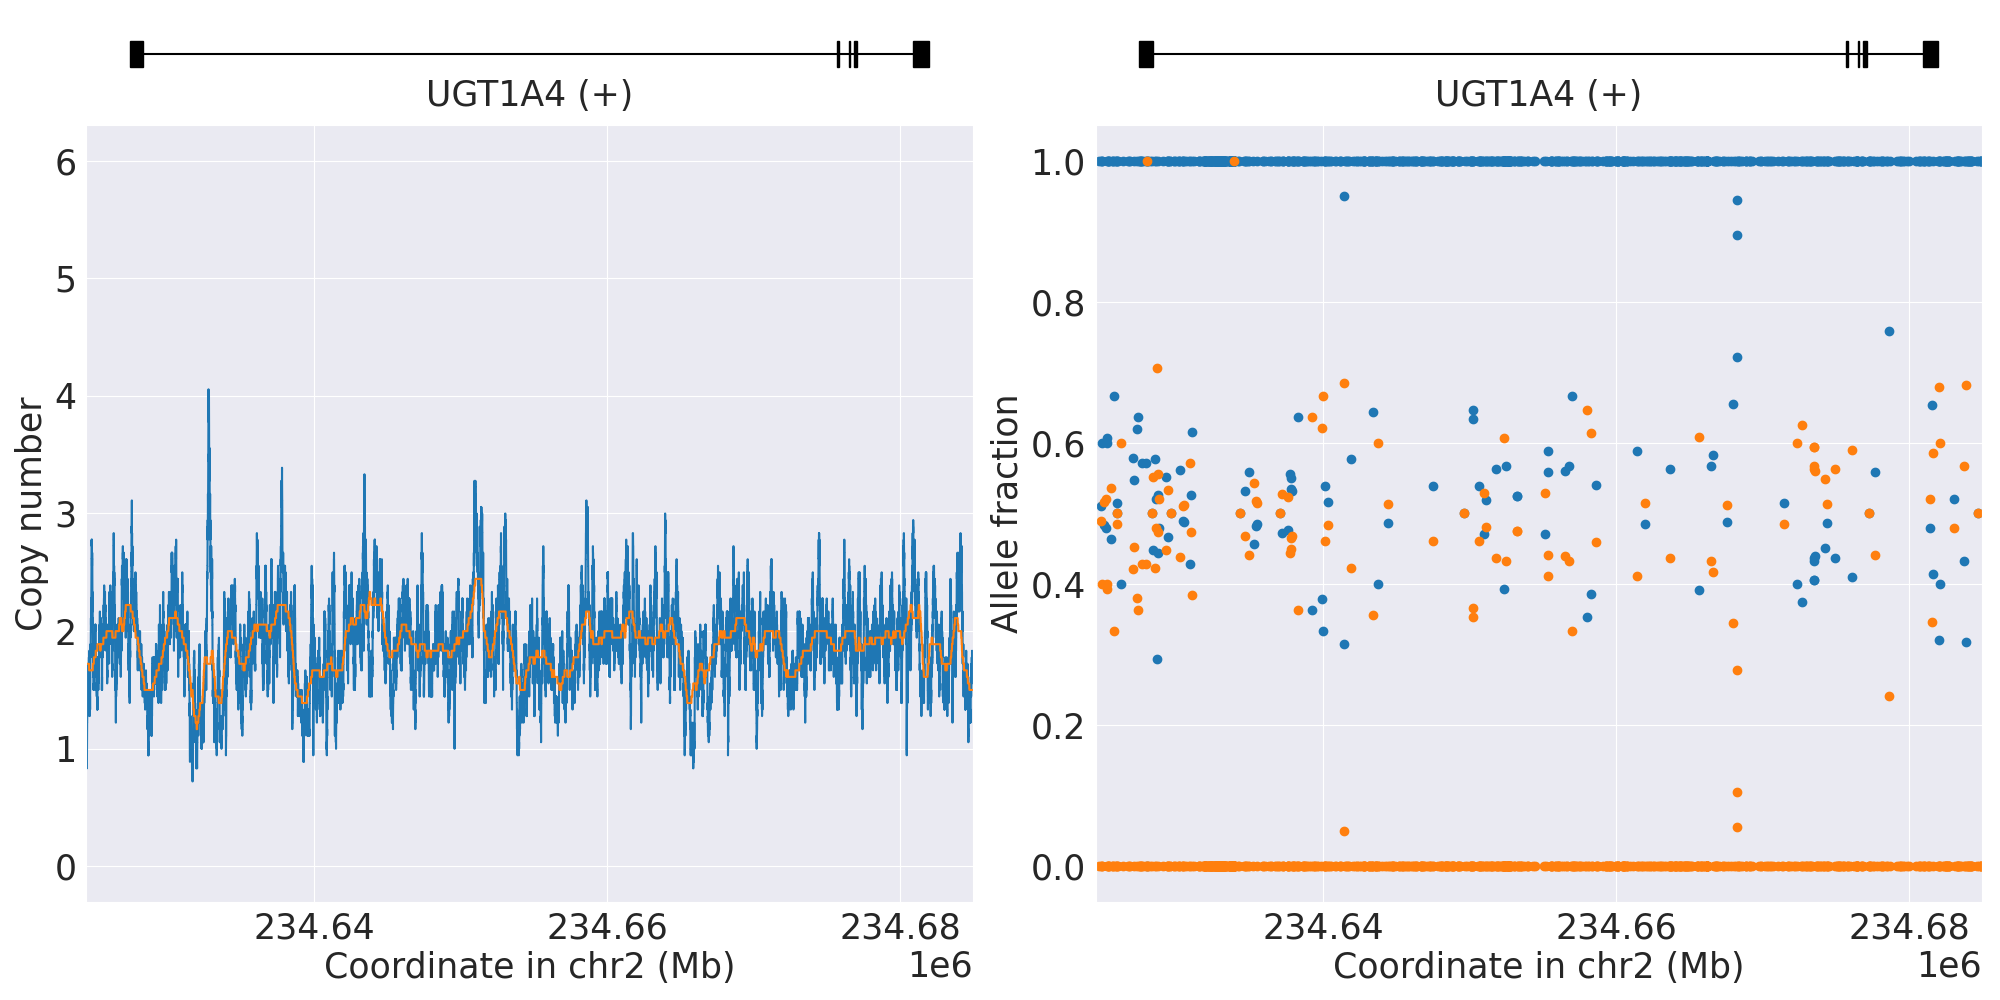 UGT1A4 (+)
6
5
4
3
2
1
0
Copy number
234.64 234.66 234.68
Coordinate in chr2 (Mb)
1e6
UGT1A4 (+)
1.0
0.8
0.6
0.4
0.2
0.0
Allele fraction
234.64 234.66 234.68
Coordinate in chr2 (Mb)
1e6